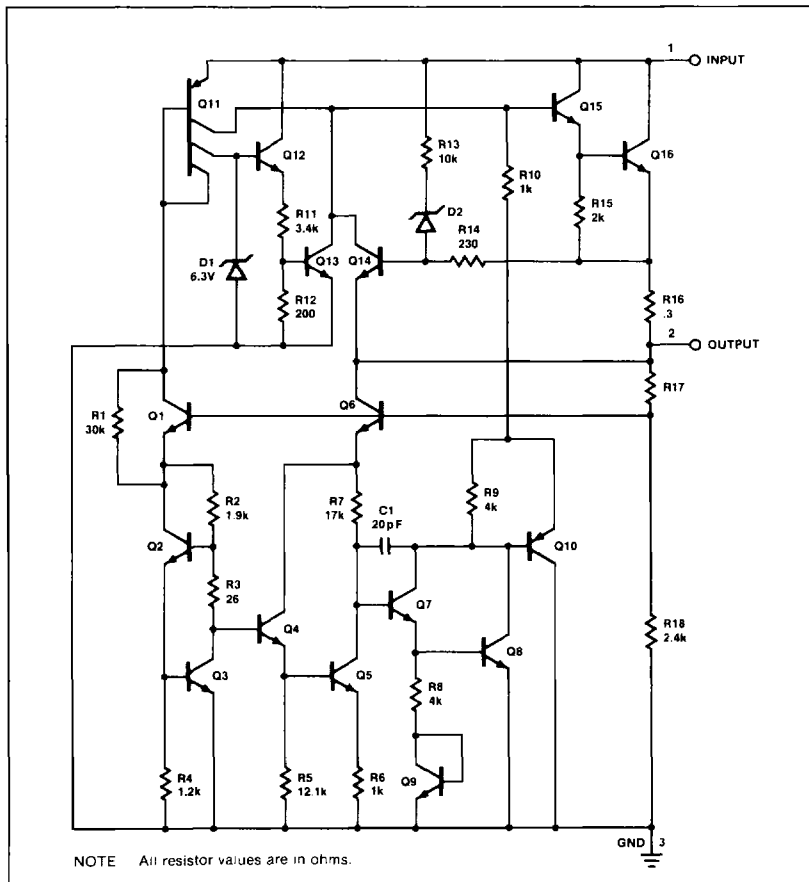 1
INPUT
Q11
Q15
Q12
R13
10k
R10
1k
Q16
R11
3.4k
D2
R14
230
R15
2k
D1
6.3V
Q13
Q14
R12
200
R16
.3
2
OUTPUT
R17
R1
30k
Q1
Q6
R2
1.9k
R7
17k
C1
20pF
R9
4k
Q2
Q10
R3
26
Q7
Q4
R18
2.4k
Q3
Q5
R8
4k
Q8
R4
1.2k
R5
12.1k
R6
1k
Q9
GND
3
NOTE All resistor values are in ohms.